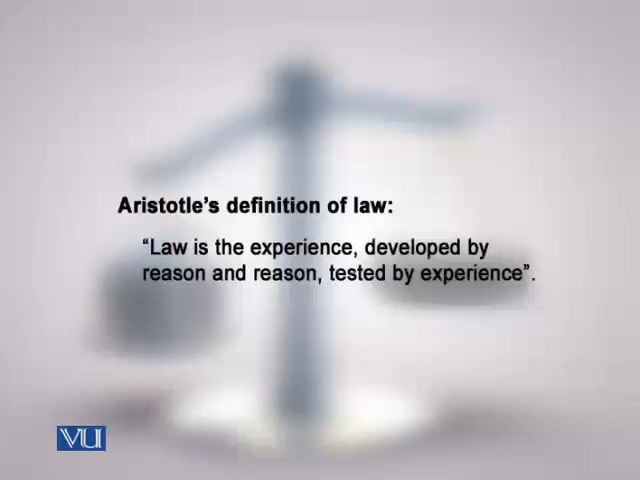 Aristotle’s definition of law:
“Law is the experience, developed by
reason and reason, tested by experience”.
VU